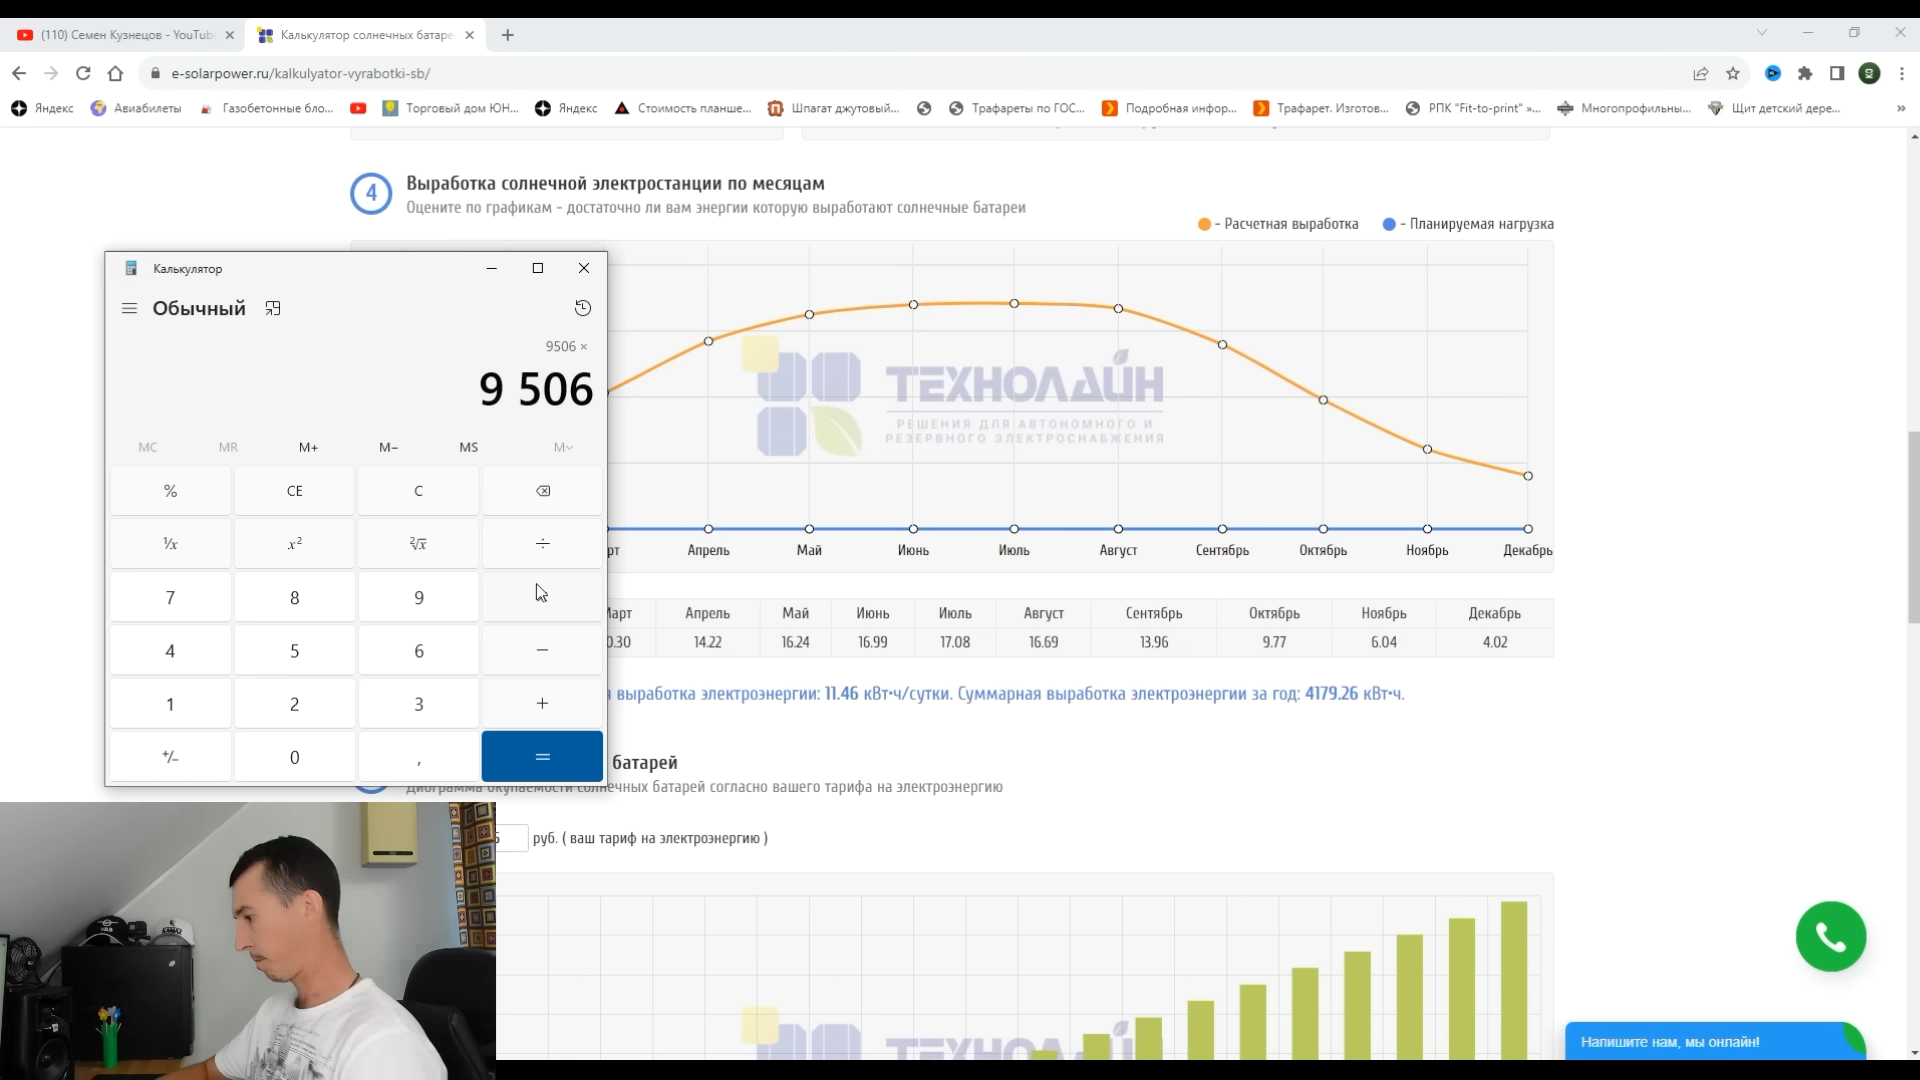 (110) Семен Кузнецов - YouTub
Калькулятор солнечных батаре
e-solarpower.ru/kalkulyator-vyrabotki-sb/
Яндекс
Авиабилеты
Газобетонные бло...
Торговый дом ЮН...
Яндекс
Стоимость планше...
Шпагат джутовый...
Трафареты по ГОС...
Подробная инфор...
Трафарет. Изготов...
РПК "Fit-to-print" »...
Многопрофильны...
Щит детский дере...
4
Выработка солнечной электростанции по месяцам
Оцените по графикам - достаточно ли вам энергии которую выработают солнечные батареи
- Расчетная выработка
- Планируемая нагрузка
Калькулятор
Обычный
9506 ×
9 506
MC MR M+ M− MS M
% CE C
¹/x x² ²√x ÷
7 8 9
4 5 6 −
1 2 3 +
+/− 0 , =
ТЕХНОЛАЙН
РЕШЕНИЯ ДЛЯ АВТОНОМНОГО И
РЕЗЕРВНОГО ЭЛЕКТРОСНАБЖЕНИЯ
рт Апрель Май Июнь Июль Август Сентябрь Октябрь Ноябрь Декабрь
Март Апрель Май Июнь Июль Август Сентябрь Октябрь Ноябрь Декабрь
0.30 14.22 16.24 16.99 17.08 16.69 13.96 9.77 6.04 4.02
я выработка электроэнергии: 11.46 кВт•ч/сутки. Суммарная выработка электроэнергии за год: 4179.26 кВт•ч.
батарей
Диаграмма окупаемости солнечных батарей согласно вашего тарифа на электроэнергию
руб. ( ваш тариф на электроэнергию )
ТЕХНОЛАЙН
Напишите нам, мы онлайн!